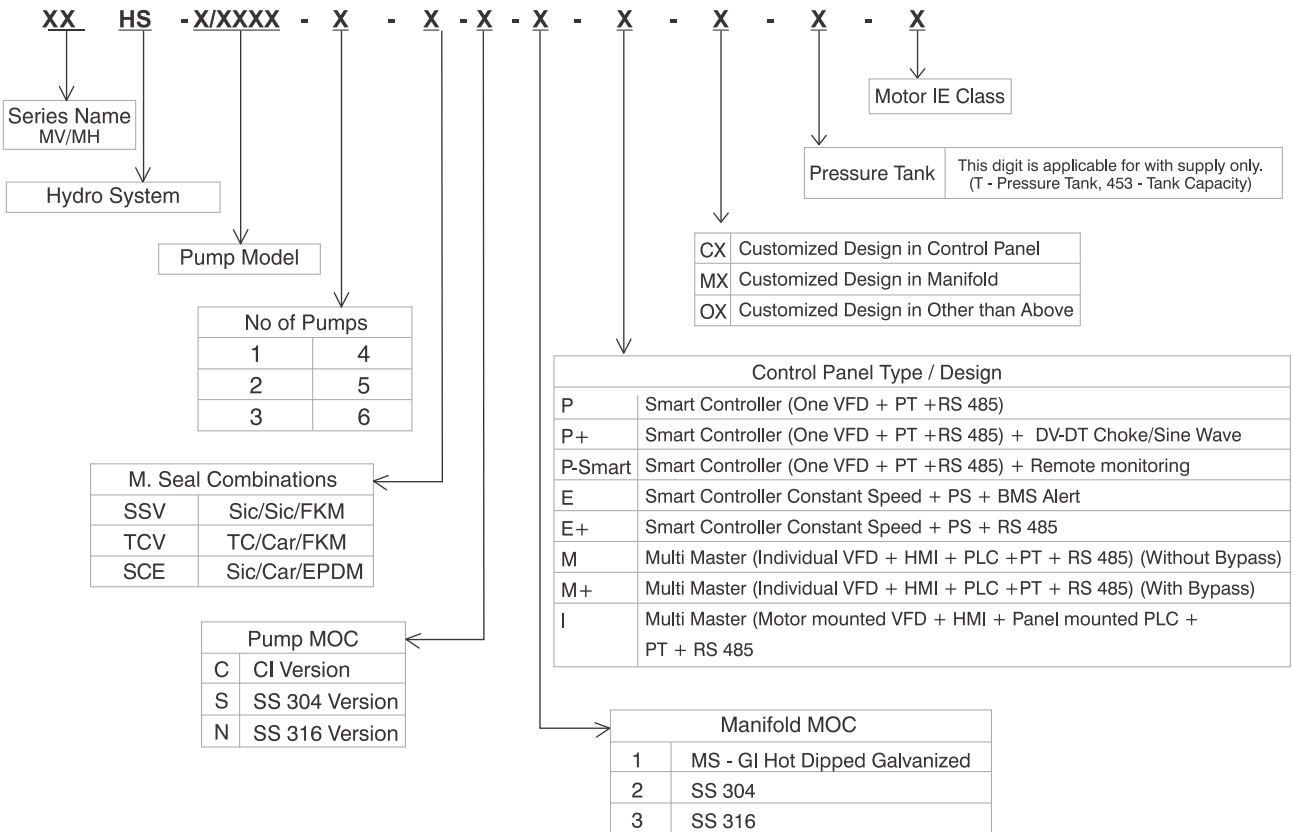 XX HS - X/XXXX - X - X - X - X - X - X - X - X
Motor IE Class
Series Name
MV/MH
Pressure Tank
This digit is applicable for with supply only.
(T - Pressure Tank, 453 - Tank Capacity)
Hydro System
Pump Model
CX Customized Design in Control Panel
MX Customized Design in Manifold
OX Customized Design in Other than Above
No of Pumps
1 4
2 5
3 6
Control Panel Type / Design
P Smart Controller (One VFD + PT +RS 485)
P+ Smart Controller (One VFD + PT +RS 485) + DV-DT Choke/Sine Wave
P-Smart Smart Controller (One VFD + PT +RS 485) + Remote monitoring
E Smart Controller Constant Speed + PS + BMS Alert
E+ Smart Controller Constant Speed + PS + RS 485
M Multi Master (Individual VFD + HMI + PLC +PT + RS 485) (Without Bypass)
M+ Multi Master (Individual VFD + HMI + PLC +PT + RS 485) (With Bypass)
I Multi Master (Motor mounted VFD + HMI + Panel mounted PLC +
PT + RS 485
M. Seal Combinations
SSV Sic/Sic/FKM
TCV TC/Car/FKM
SCE Sic/Car/EPDM
Pump MOC
C CI Version
S SS 304 Version
N SS 316 Version
Manifold MOC
1 MS - GI Hot Dipped Galvanized
2 SS 304
3 SS 316